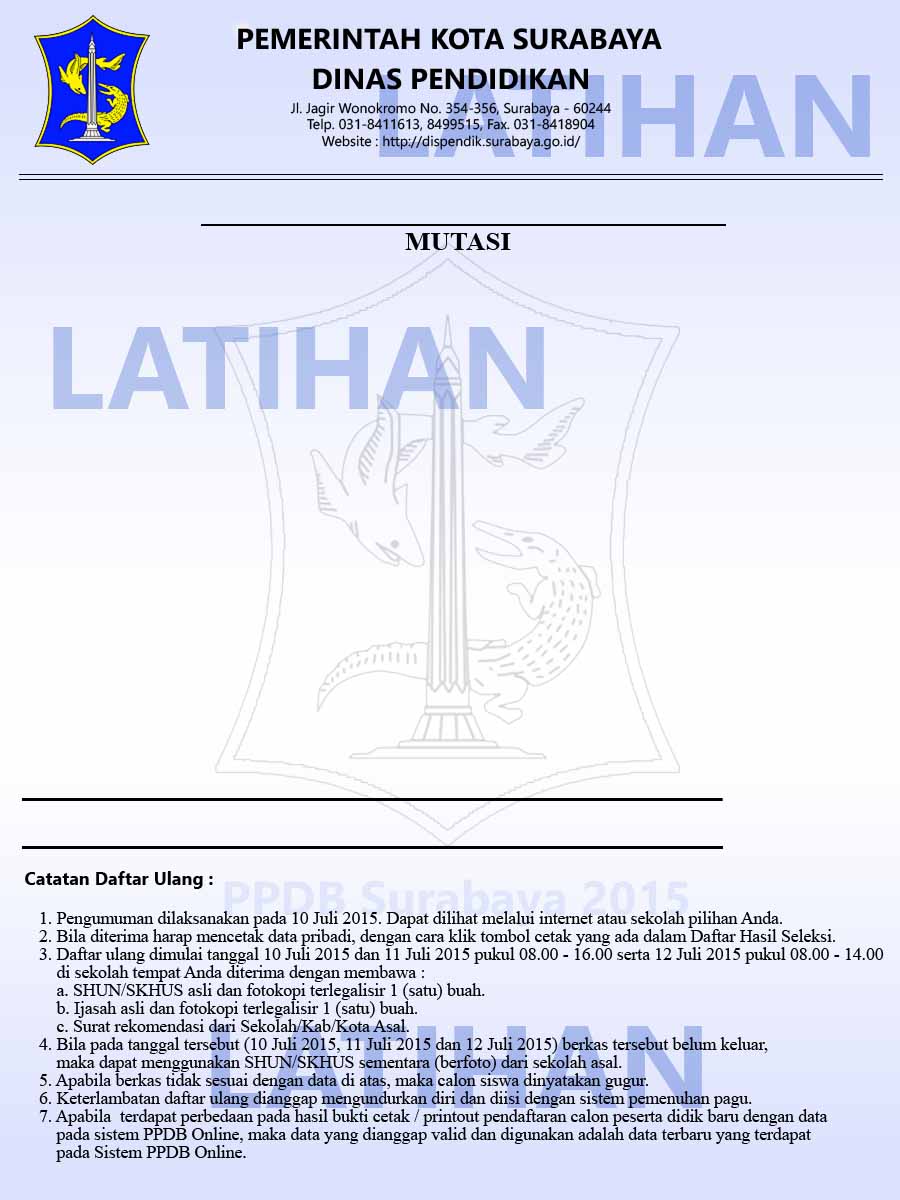 PEMERINTAH KOTA SURABAYA
DINAS PENDIDIKAN
Jl. Jagir Wonokromo No. 354-356, Surabaya - 60244
Telp. 031-8411613, 8499515, Fax. 031-8418904
Website : http://dispendik.surabaya.go.id/
LATIHAN
MUTASI
LATIHAN
Catatan Daftar Ulang :
PPDB Surabaya 2015
1. Pengumuman dilaksanakan pada 10 Juli 2015. Dapat dilihat melalui internet atau sekolah pilihan Anda.
2. Bila diterima harap mencetak data pribadi, dengan cara klik tombol cetak yang ada dalam Daftar Hasil Seleksi.
3. Daftar ulang dimulai tanggal 10 Juli 2015 dan 11 Juli 2015 pukul 08.00 - 16.00 serta 12 Juli 2015 pukul 08.00 - 14.00
di sekolah tempat Anda diterima dengan membawa :
a. SHUN/SKHUS asli dan fotokopi terlegalisir 1 (satu) buah.
b. Ijasah asli dan fotokopi terlegalisir 1 (satu) buah.
c. Surat rekomendasi dari Sekolah/Kab/Kota Asal.
LATIHAN
4. Bila pada tanggal tersebut (10 Juli 2015, 11 Juli 2015 dan 12 Juli 2015) berkas tersebut belum keluar,
maka dapat menggunakan SHUN/SKHUS sementara (berfoto) dari sekolah asal.
5. Apabila berkas tidak sesuai dengan data di atas, maka calon siswa dinyatakan gugur.
6. Keterlambatan daftar ulang dianggap mengundurkan diri dan diisi dengan sistem pemenuhan pagu.
7. Apabila  terdapat perbedaan pada hasil bukti cetak / printout pendaftaran calon peserta didik baru dengan data
pada sistem PPDB Online, maka data yang dianggap valid dan digunakan adalah data terbaru yang terdapat
pada Sistem PPDB Online.